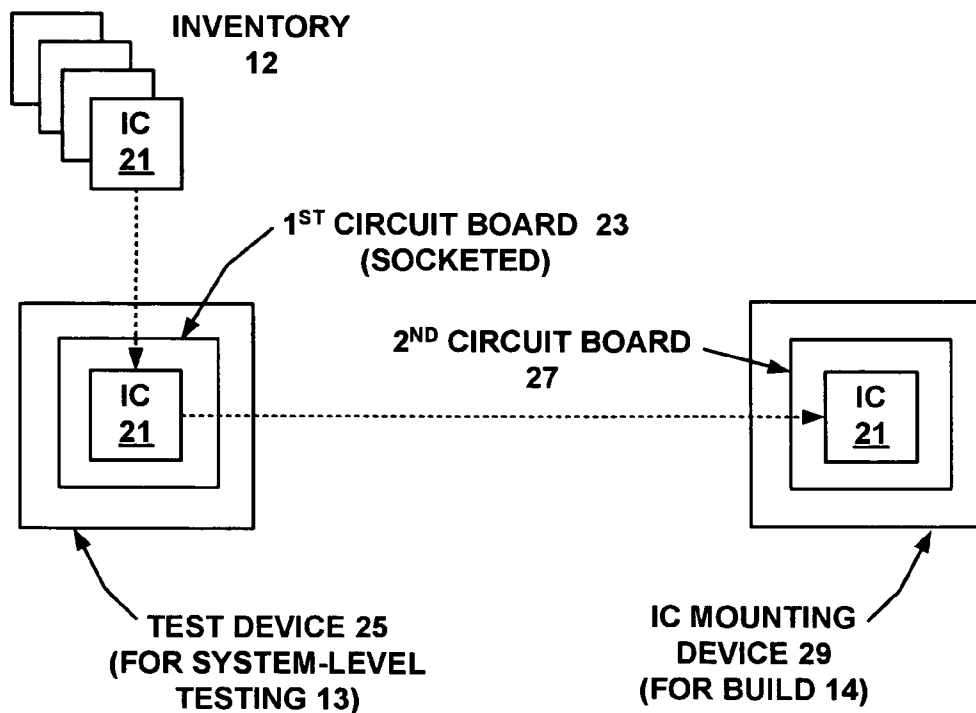 INVENTORY
12
IC
21
1ST CIRCUIT BOARD 23
(SOCKETED)
2ND CIRCUIT BOARD
27
IC
21
IC
21
TEST DEVICE 25
(FOR SYSTEM-LEVEL
TESTING 13)
IC MOUNTING
DEVICE 29
(FOR BUILD 14)